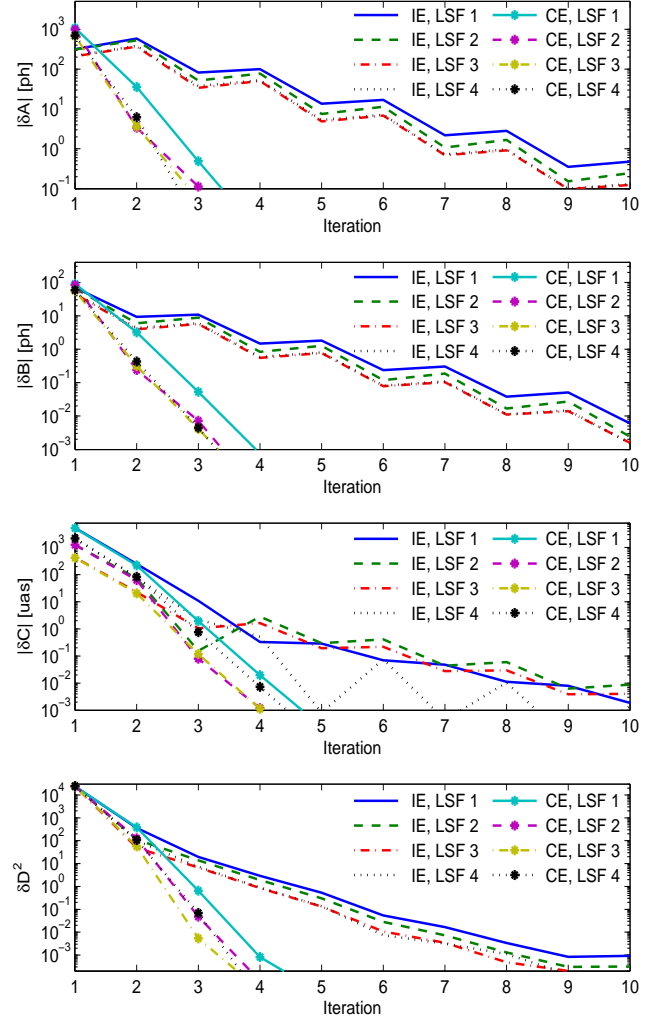 |δA| [ph]
10^3
10^2
10^1
10^0
10^-1
IE, LSF 1
IE, LSF 2
IE, LSF 3
IE, LSF 4
CE, LSF 1
CE, LSF 2
CE, LSF 3
CE, LSF 4
1 2 3 4 5 6 7 8 9 10
Iteration
|δB| [ph]
10^2
10^1
10^0
10^-1
10^-2
10^-3
IE, LSF 1
IE, LSF 2
IE, LSF 3
IE, LSF 4
CE, LSF 1
CE, LSF 2
CE, LSF 3
CE, LSF 4
1 2 3 4 5 6 7 8 9 10
Iteration
|δC| [uas]
10^3
10^2
10^1
10^0
10^-1
10^-2
10^-3
IE, LSF 1
IE, LSF 2
IE, LSF 3
IE, LSF 4
CE, LSF 1
CE, LSF 2
CE, LSF 3
CE, LSF 4
1 2 3 4 5 6 7 8 9 10
Iteration
δD^2
10^4
10^3
10^2
10^1
10^0
10^-1
10^-2
10^-3
IE, LSF 1
IE, LSF 2
IE, LSF 3
IE, LSF 4
CE, LSF 1
CE, LSF 2
CE, LSF 3
CE, LSF 4
1 2 3 4 5 6 7 8 9 10
Iteration